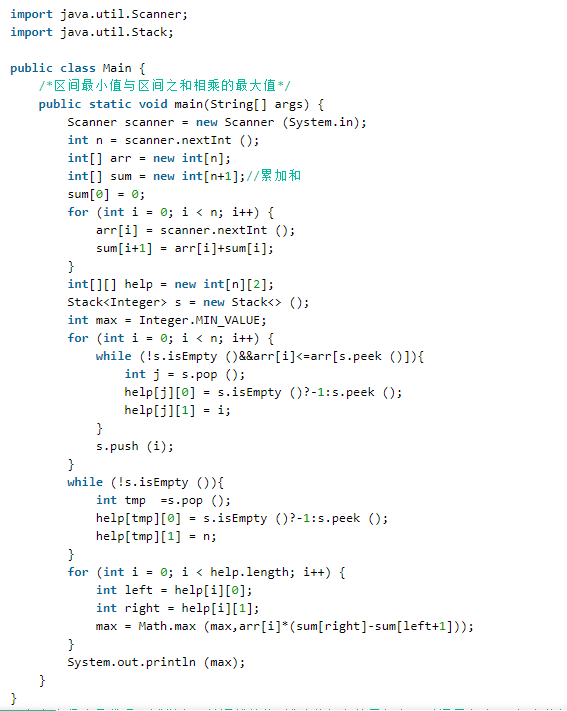 import java.util.Scanner;
import java.util.Stack;

public class Main {
    /*区间最小值与区间之和相乘的最大值*/
    public static void main(String[] args) {
        Scanner scanner = new Scanner (System.in);
        int n = scanner.nextInt ();
        int[] arr = new int[n];
        int[] sum = new int[n+1];//累加和
        sum[0] = 0;
        for (int i = 0; i < n; i++) {
            arr[i] = scanner.nextInt ();
            sum[i+1] = arr[i]+sum[i];
        }
        int[][] help = new int[n][2];
        Stack<Integer> s = new Stack<> ();
        int max = Integer.MIN_VALUE;
        for (int i = 0; i < n; i++) {
            while (!s.isEmpty ()&&arr[i]<=arr[s.peek ()]){
                int j = s.pop ();
                help[j][0] = s.isEmpty ()?-1:s.peek ();
                help[j][1] = i;
            }
            s.push (i);
        }
        while (!s.isEmpty ()){
            int tmp  =s.pop ();
            help[tmp][0] = s.isEmpty ()?-1:s.peek ();
            help[tmp][1] = n;
        }
        for (int i = 0; i < help.length; i++) {
            int left = help[i][0];
            int right = help[i][1];
            max = Math.max (max,arr[i]*(sum[right]-sum[left+1]));
        }
        System.out.println (max);
    }
}